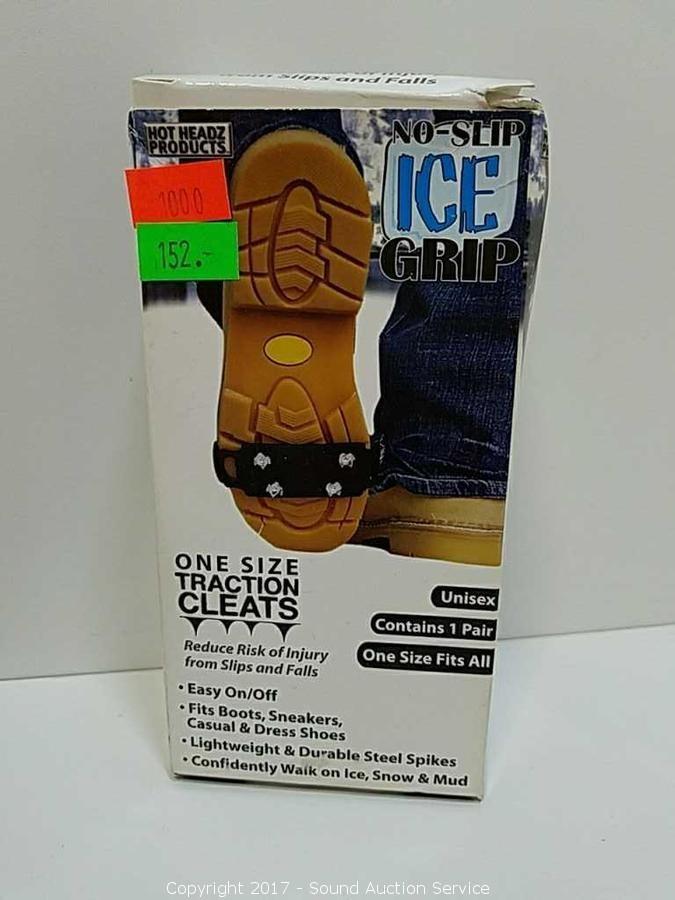 from Slips and Falls
HOT HEADZ
PRODUCTS™
NO-SLIP
ICE
GRIP
1000
152.-
ONE SIZE
TRACTION
CLEATS
Reduce Risk of Injury
from Slips and Falls
Unisex
Contains 1 Pair
One Size Fits All
• Easy On/Off
• Fits Boots, Sneakers,
Casual & Dress Shoes
• Lightweight & Durable Steel Spikes
• Confidently Walk on Ice, Snow & Mud
Copyright 2017 - Sound Auction Service